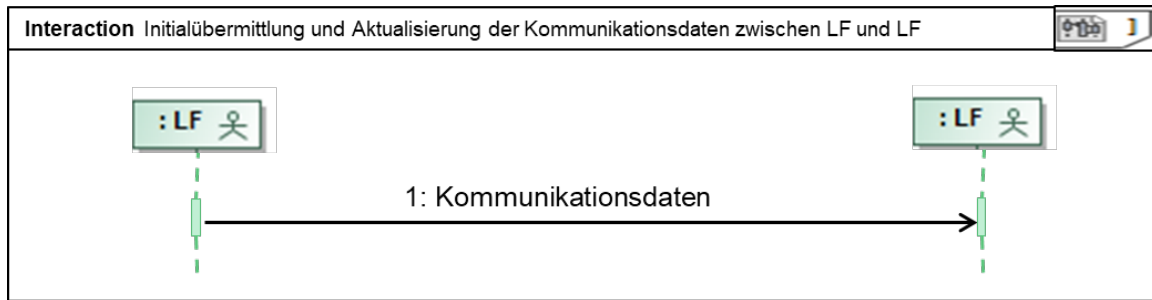 Interaction Initialübermittlung und Aktualisierung der Kommunikationsdaten zwischen LF und LF
:LF
:LF
1: Kommunikationsdaten